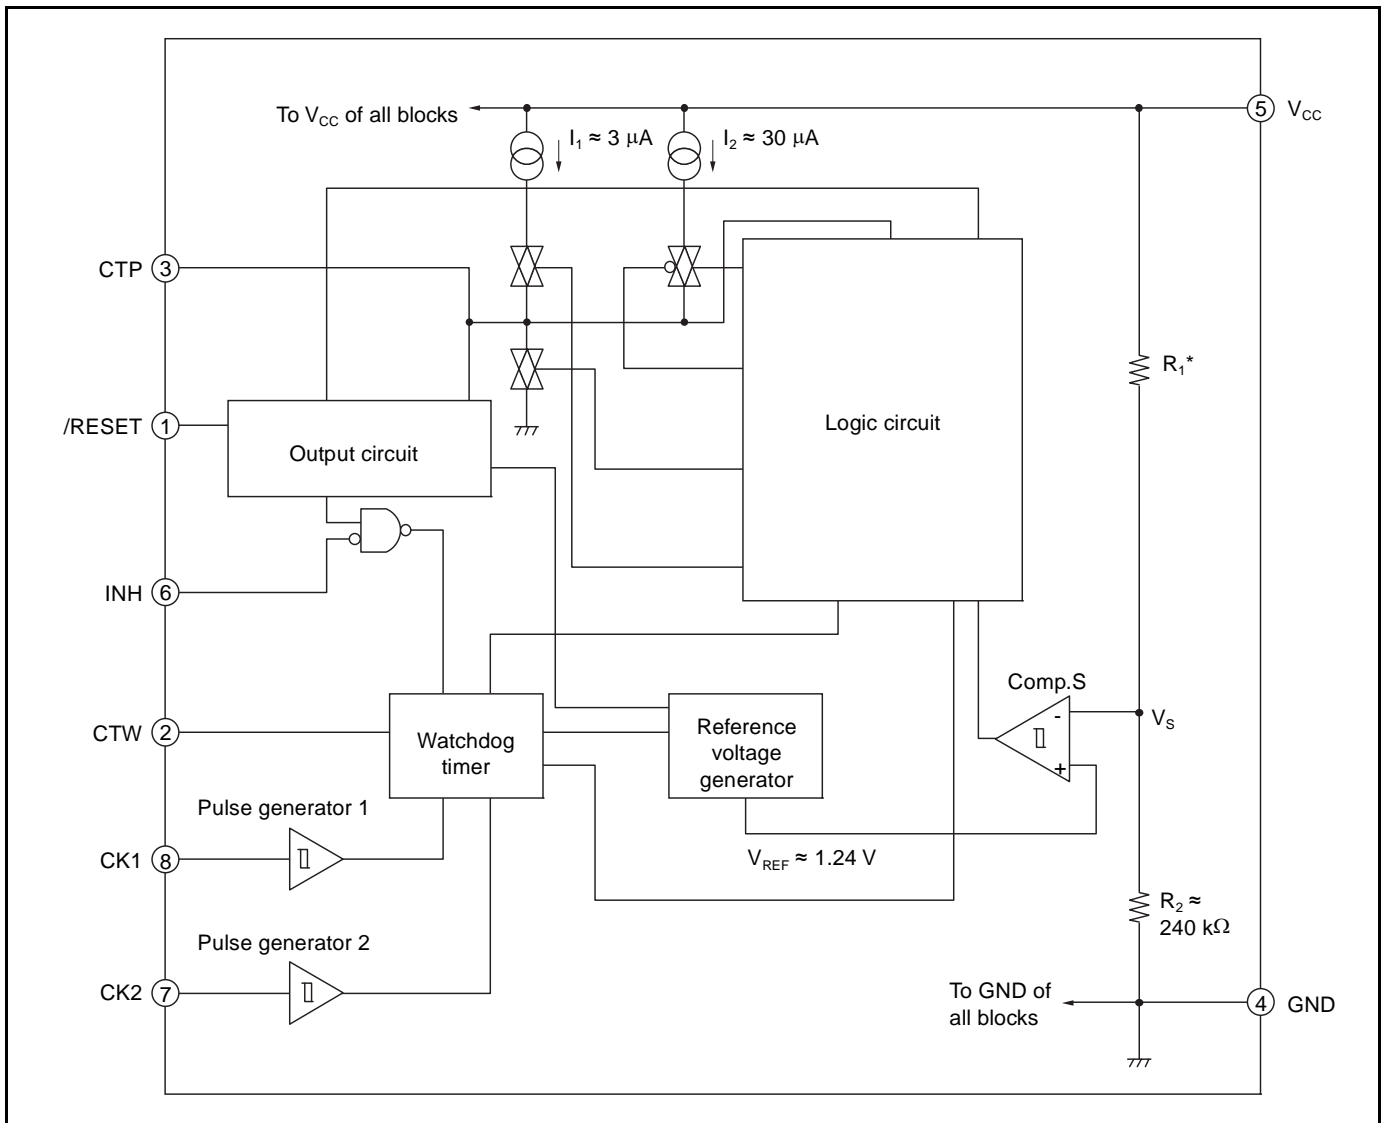 To VCC of all blocks
5
VCC
I1 ≈ 3 μA
I2 ≈ 30 μA
CTP
3
R1*
/RESET
1
Output circuit
Logic circuit
INH
6
Comp.S
-
+
VS
CTW
2
Watchdog
timer
Reference
voltage
generator
Pulse generator 1
CK1
8
VREF ≈ 1.24 V
R2 ≈
240 kΩ
Pulse generator 2
CK2
7
To GND of
all blocks
4
GND